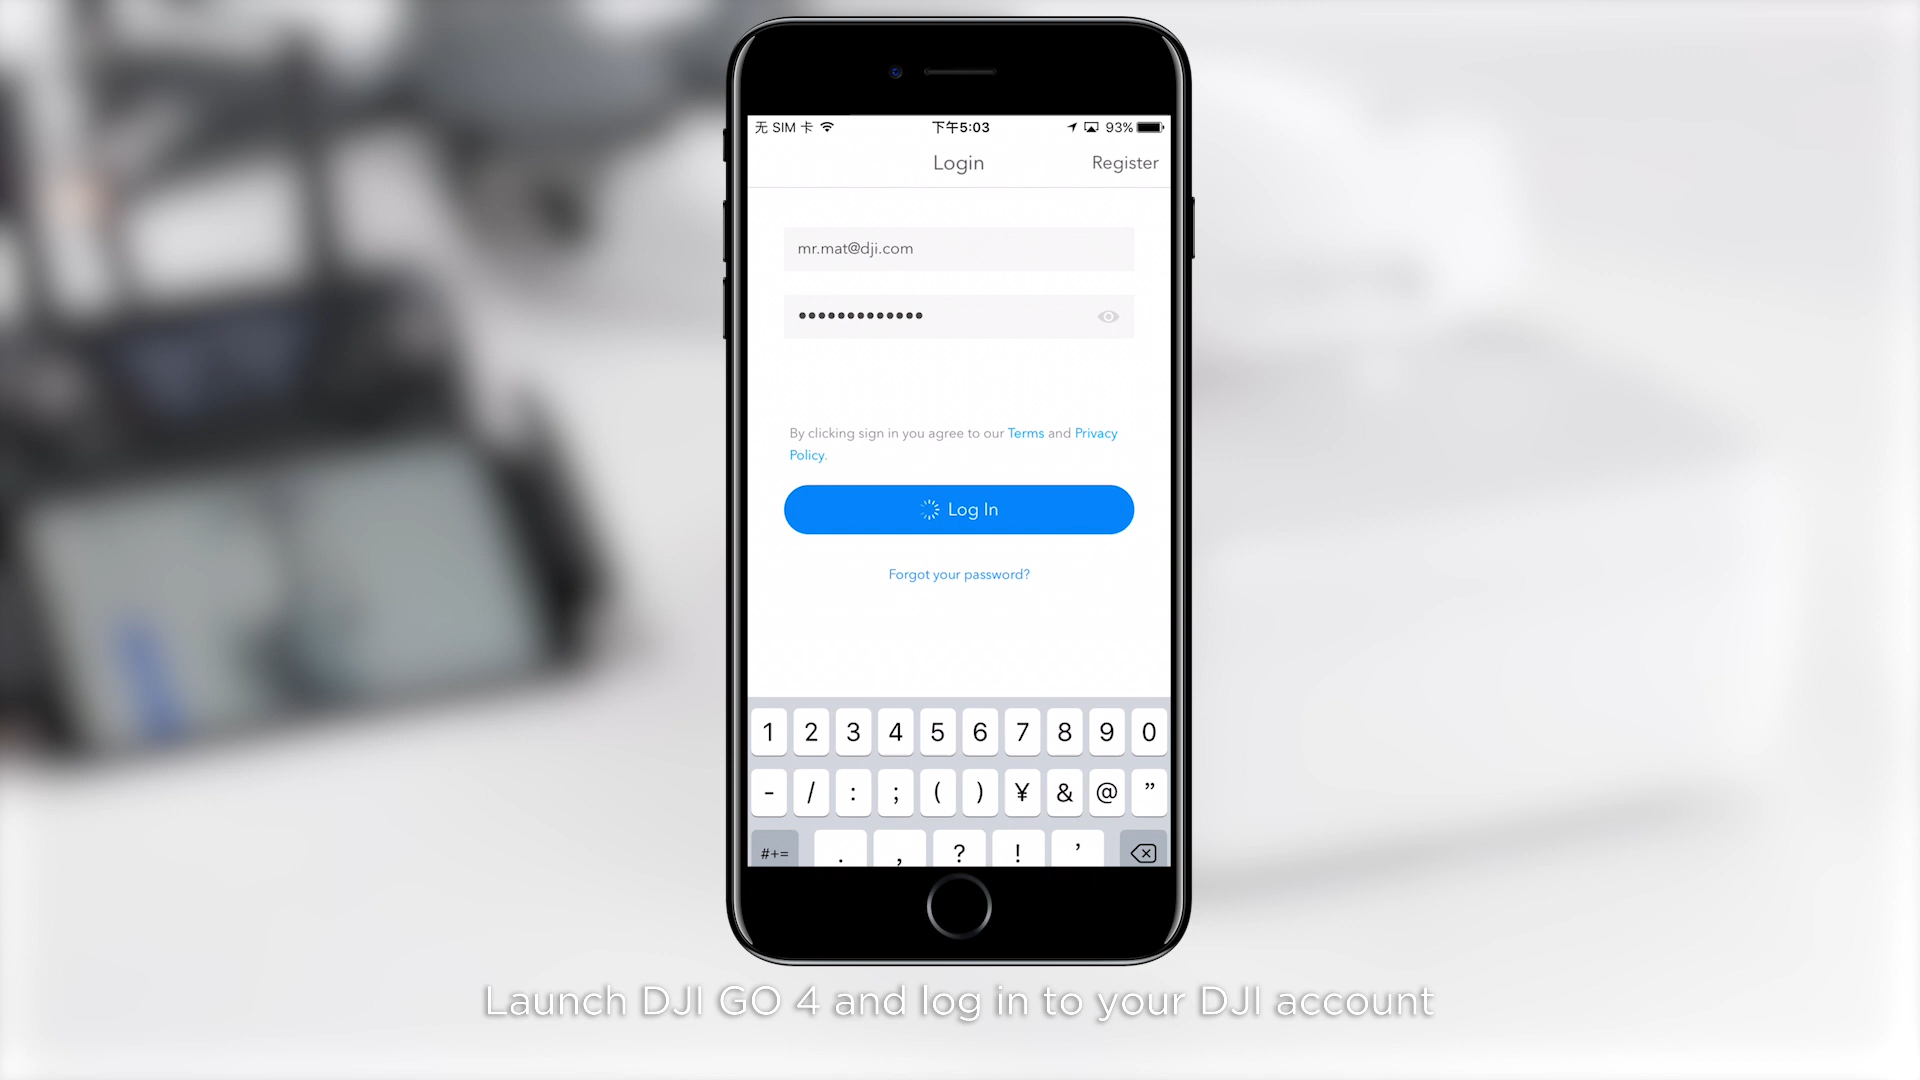 无 SIM 卡 下午5:03 93%
Login Register
mr.mat@dji.com
•••••••••••••
By clicking sign in you agree to our Terms and Privacy
Policy.
Log In
Forgot your password?
1 2 3 4 5 6 7 8 9 0
- / : ; ( ) ¥ & @ ”
#+= . , ? ! ’
Launch DJI GO 4 and log in to your DJI account